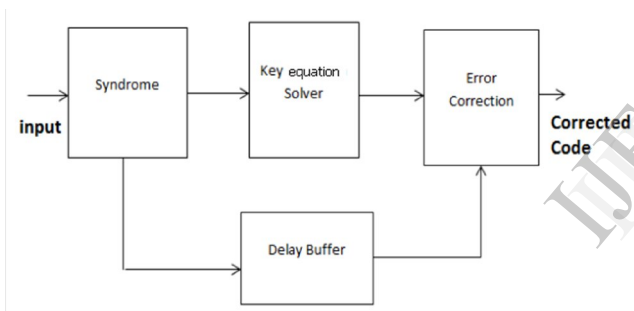 input
Syndrome
Key equation
Solver
Error
Correction
Corrected
Code
Delay Buffer